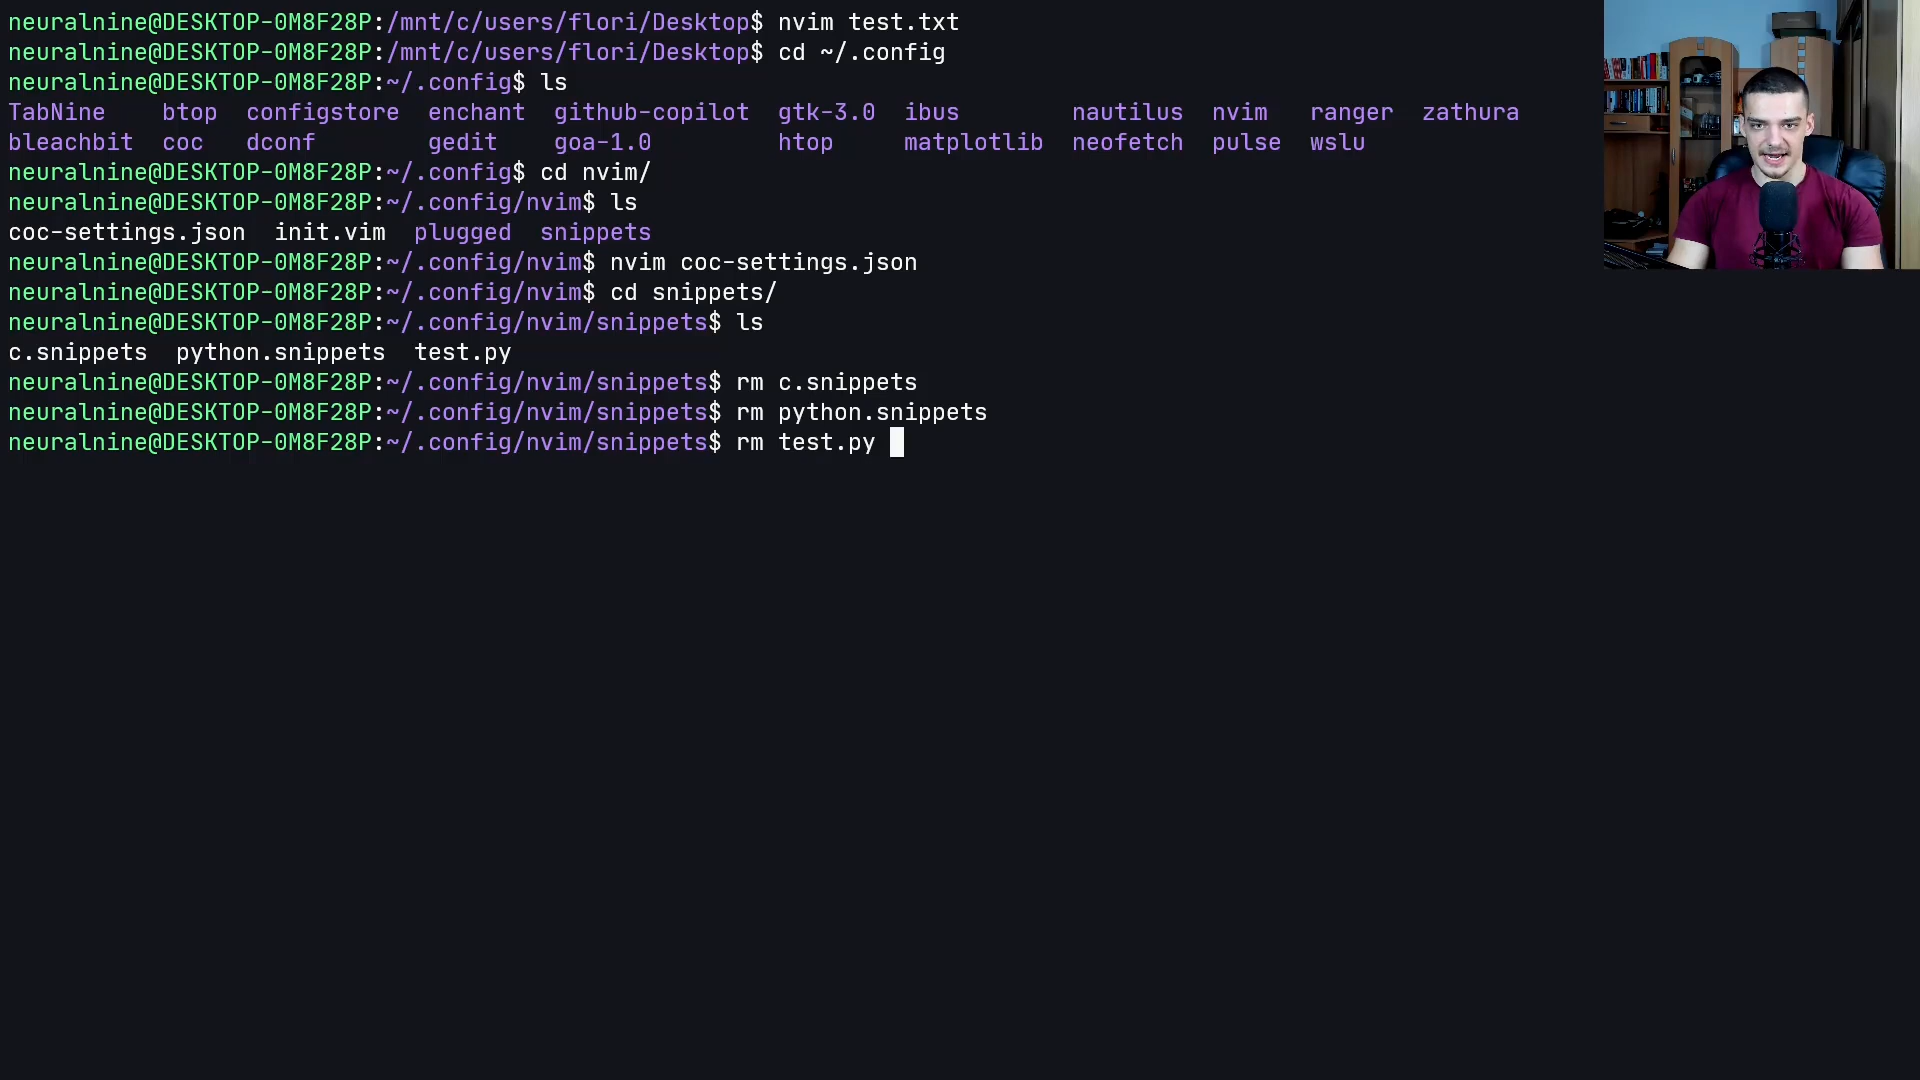 neuralnine@DESKTOP-0M8F28P:/mnt/c/users/flori/Desktop$ nvim test.txt
neuralnine@DESKTOP-0M8F28P:/mnt/c/users/flori/Desktop$ cd ~/.config
neuralnine@DESKTOP-0M8F28P:~/.config$ ls
TabNine btop configstore enchant github-copilot gtk-3.0 ibus nautilus nvim ranger zathura
bleachbit coc dconf gedit goa-1.0 htop matplotlib neofetch pulse wslu
neuralnine@DESKTOP-0M8F28P:~/.config$ cd nvim/
neuralnine@DESKTOP-0M8F28P:~/.config/nvim$ ls
coc-settings.json init.vim plugged snippets
neuralnine@DESKTOP-0M8F28P:~/.config/nvim$ nvim coc-settings.json
neuralnine@DESKTOP-0M8F28P:~/.config/nvim$ cd snippets/
neuralnine@DESKTOP-0M8F28P:~/.config/nvim/snippets$ ls
c.snippets python.snippets test.py
neuralnine@DESKTOP-0M8F28P:~/.config/nvim/snippets$ rm c.snippets
neuralnine@DESKTOP-0M8F28P:~/.config/nvim/snippets$ rm python.snippets
neuralnine@DESKTOP-0M8F28P:~/.config/nvim/snippets$ rm test.py